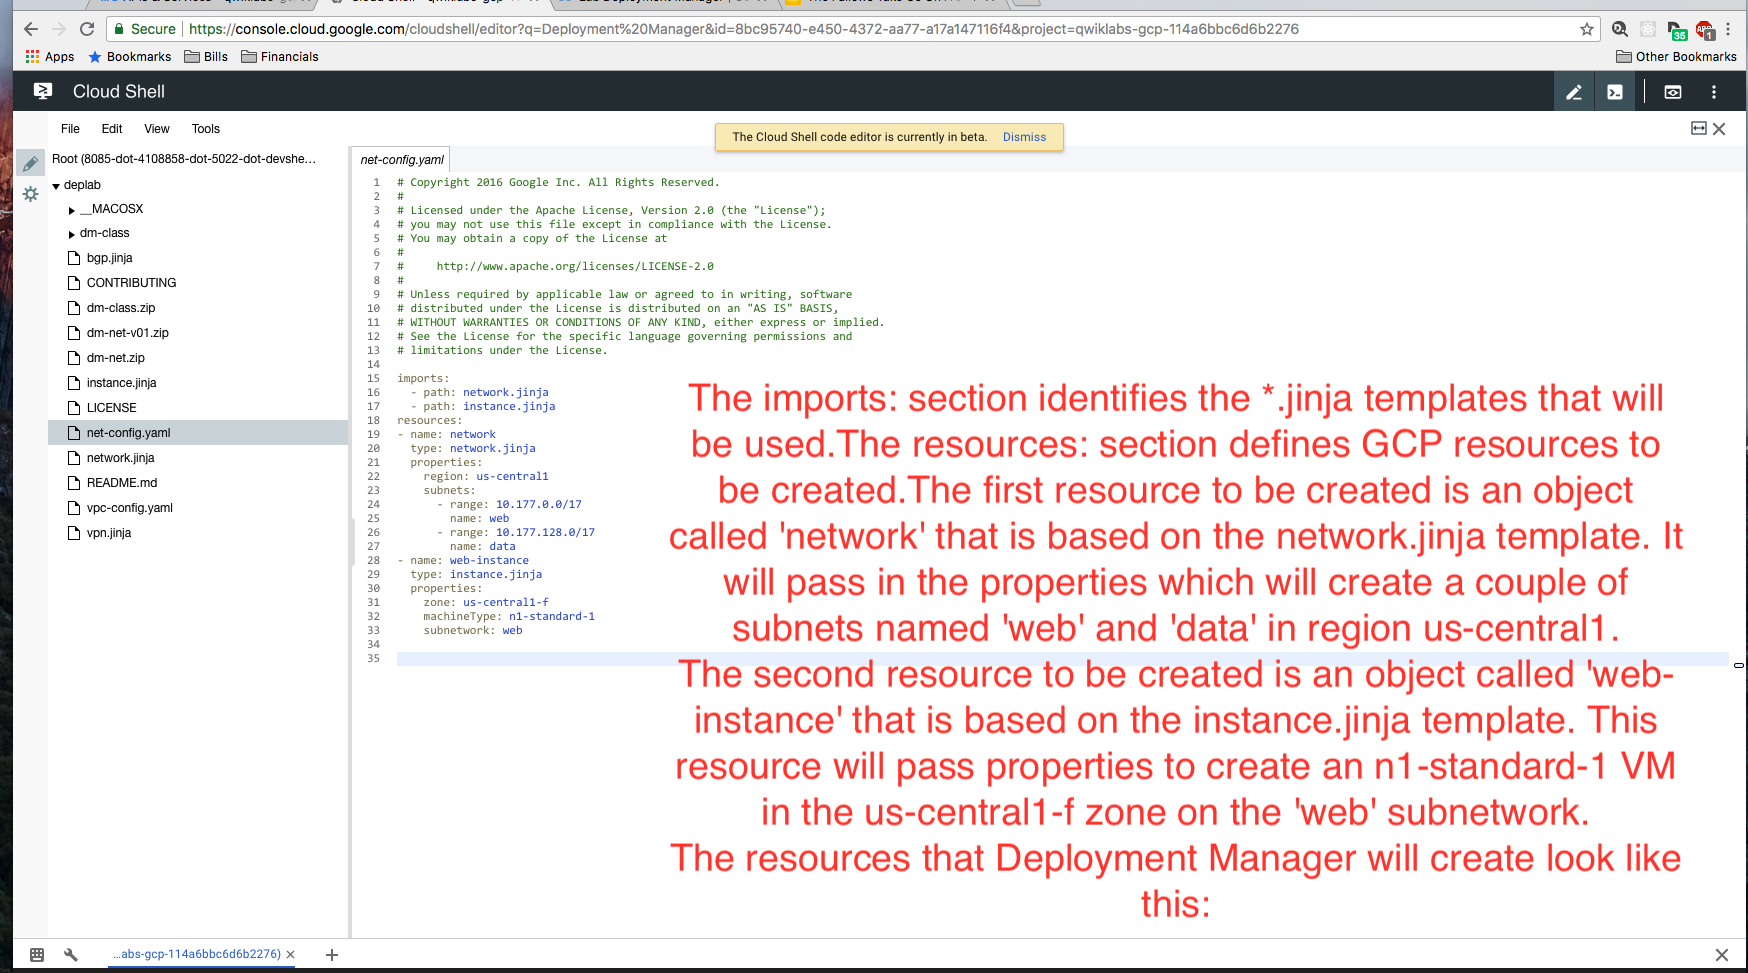 Secure https://console.cloud.google.com/cloudshell/editor?q=Deployment%20Manager&id=8bc95740-e450-4372-aa77-a17a147116f4&project=qwiklabs-gcp-114a6bbc6d6b2276
35
1
Apps Bookmarks Bills Financials Other Bookmarks
Cloud Shell
File Edit View Tools
The Cloud Shell code editor is currently in beta. Dismiss
Root (8085-dot-4108858-dot-5022-dot-devshe...
deplab
__MACOSX
dm-class
bgp.jinja
CONTRIBUTING
dm-class.zip
dm-net-v01.zip
dm-net.zip
instance.jinja
LICENSE
net-config.yaml
network.jinja
README.md
vpc-config.yaml
vpn.jinja
net-config.yaml
1 # Copyright 2016 Google Inc. All Rights Reserved.
2 #
3 # Licensed under the Apache License, Version 2.0 (the "License");
4 # you may not use this file except in compliance with the License.
5 # You may obtain a copy of the License at
6 #
7 #     http://www.apache.org/licenses/LICENSE-2.0
8 #
9 # Unless required by applicable law or agreed to in writing, software
10 # distributed under the License is distributed on an "AS IS" BASIS,
11 # WITHOUT WARRANTIES OR CONDITIONS OF ANY KIND, either express or implied.
12 # See the License for the specific language governing permissions and
13 # limitations under the License.
14
15 imports:
16   - path: network.jinja
17   - path: instance.jinja
18 resources:
19 - name: network
20   type: network.jinja
21   properties:
22     region: us-central1
23     subnets:
24       - range: 10.177.0.0/17
25         name: web
26       - range: 10.177.128.0/17
27         name: data
28 - name: web-instance
29   type: instance.jinja
30   properties:
31     zone: us-central1-f
32     machineType: n1-standard-1
33     subnetwork: web
34
35
The imports: section identifies the *.jinja templates that will
be used.The resources: section defines GCP resources to
be created.The first resource to be created is an object
called 'network' that is based on the network.jinja template. It
will pass in the properties which will create a couple of
subnets named 'web' and 'data' in region us-central1.
The second resource to be created is an object called 'web-
instance' that is based on the instance.jinja template. This
resource will pass properties to create an n1-standard-1 VM
in the us-central1-f zone on the 'web' subnetwork.
The resources that Deployment Manager will create look like
this:
...abs-gcp-114a6bbc6d6b2276)